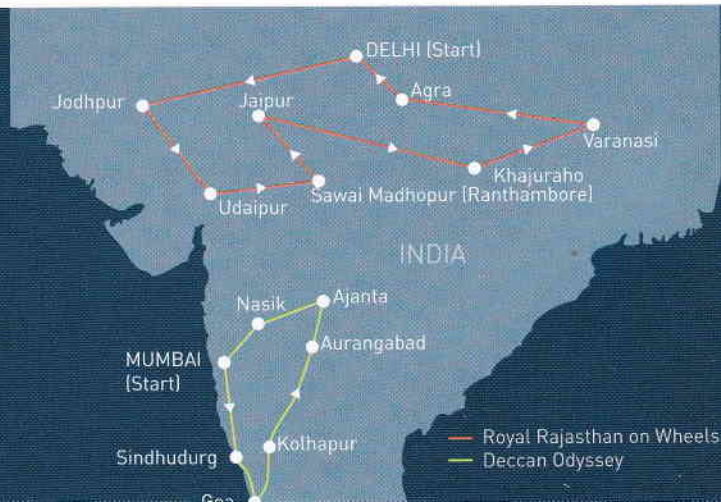 DELHI (Start)
Jodhpur
Jaipur
Agra
Varanasi
Khajuraho
Sawai Madhopur (Ranthambore)
Udaipur
INDIA
Nasik
Ajanta
Aurangabad
MUMBAI
(Start)
Kolhapur
Sindhudurg
Goa
Royal Rajasthan on Wheels
Deccan Odyssey